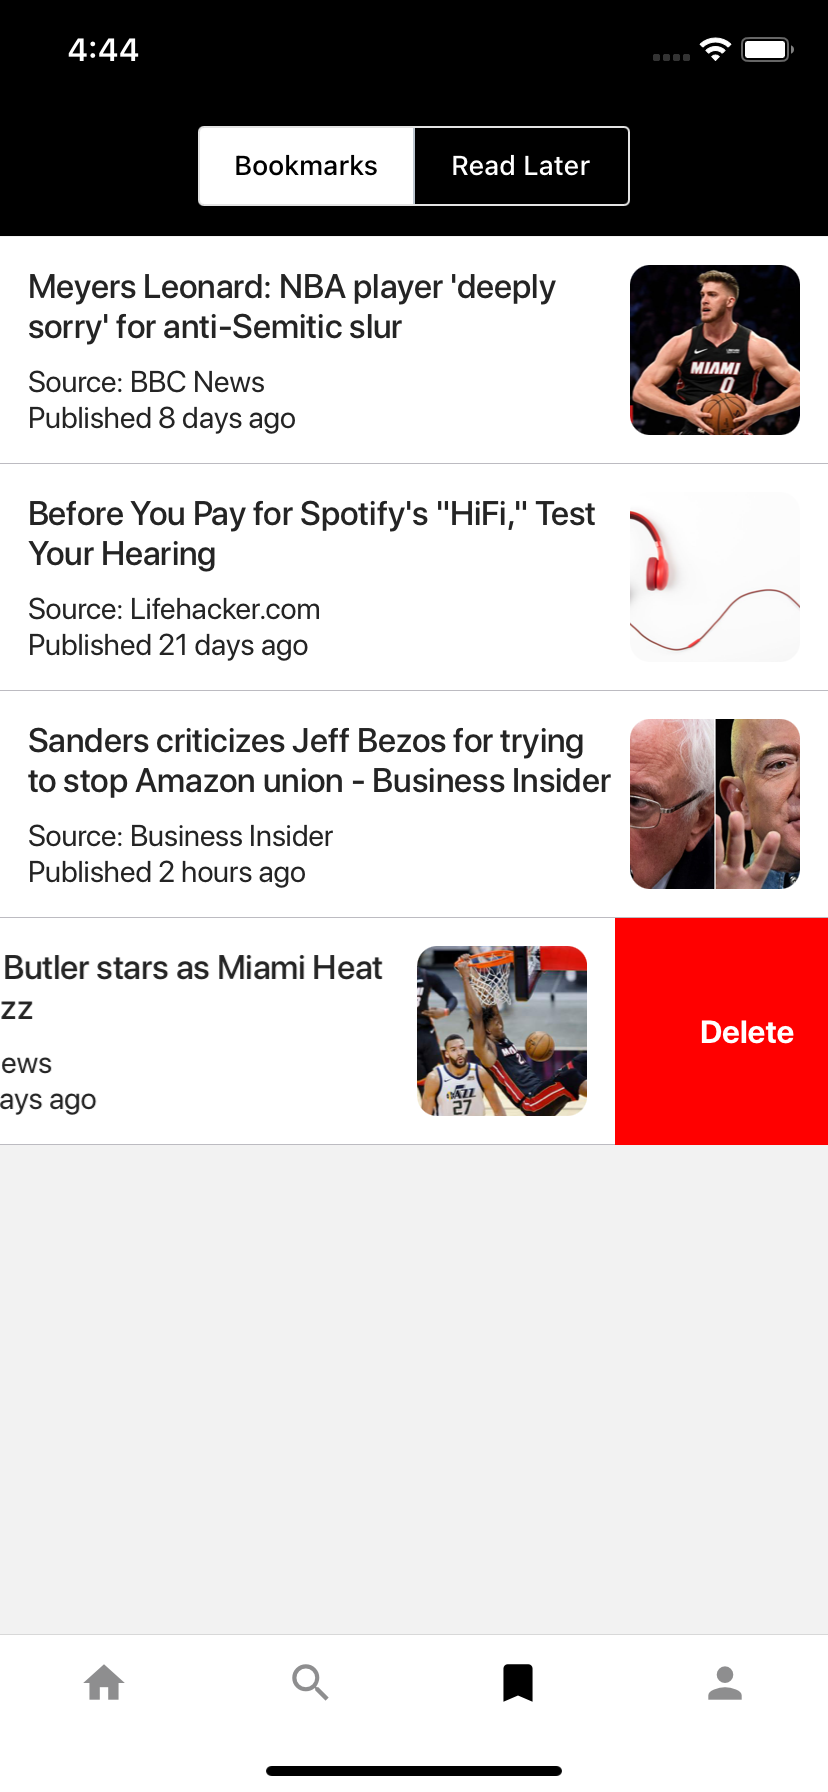 4:44
Bookmarks
Read Later
Meyers Leonard: NBA player 'deeply
sorry' for anti-Semitic slur
Source: BBC News
Published 8 days ago
MIAMI
0
Before You Pay for Spotify's "HiFi," Test
Your Hearing
Source: Lifehacker.com
Published 21 days ago
Sanders criticizes Jeff Bezos for trying
to stop Amazon union - Business Insider
Source: Business Insider
Published 2 hours ago
Butler stars as Miami Heat
zz
ews
ays ago
2
JAZZ
27
Delete